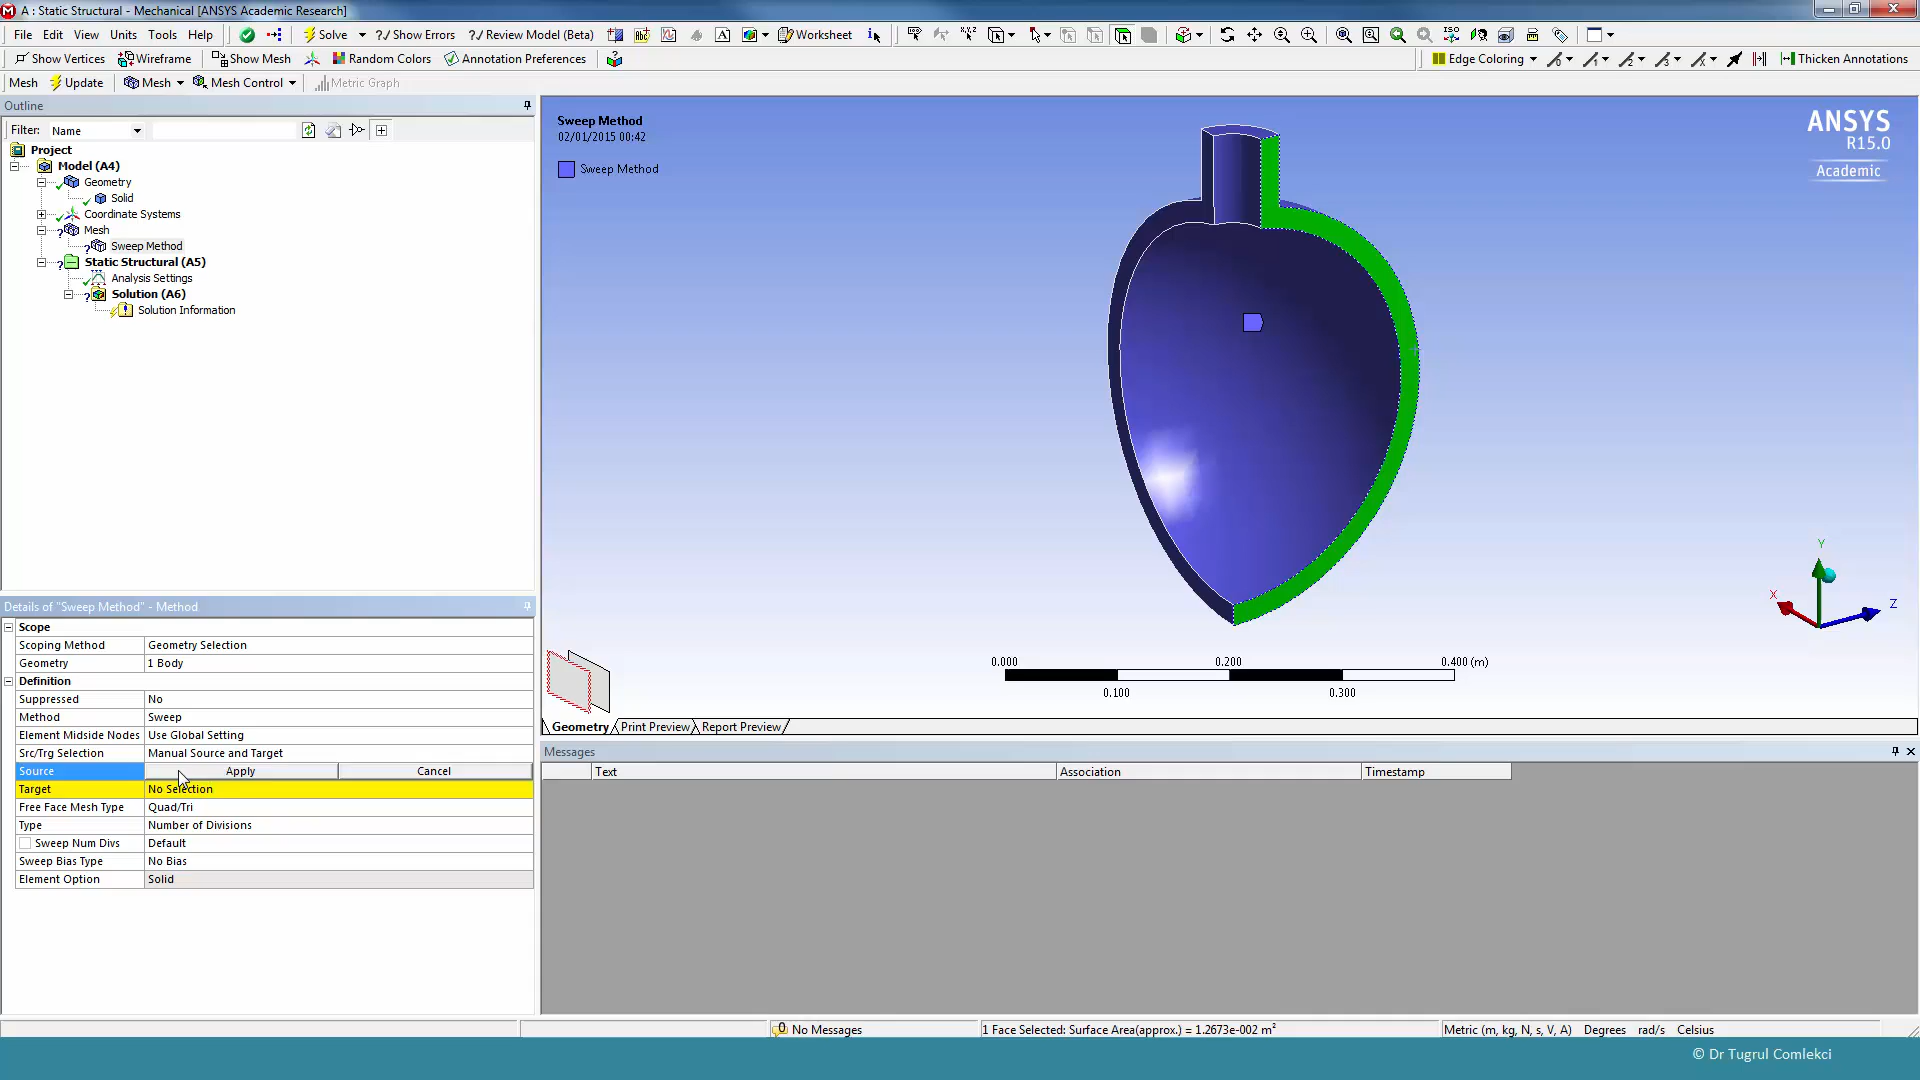 A : Static Structural - Mechanical [ANSYS Academic Research]
File Edit View Units Tools Help Solve ?/ Show Errors ?/ Review Model (Beta) Worksheet
Show Vertices Wireframe Show Mesh Random Colors Annotation Preferences Edge Coloring Thicken Annotations
Mesh Update Mesh Mesh Control Metric Graph
Outline
Filter: Name
Project
Model (A4)
Geometry
Solid
Coordinate Systems
Mesh
Sweep Method
Static Structural (A5)
Analysis Settings
Solution (A6)
Solution Information
Details of "Sweep Method" - Method
Scope
Scoping Method Geometry Selection
Geometry 1 Body
Definition
Suppressed No
Method Sweep
Element Midside Nodes Use Global Setting
Src/Trg Selection Manual Source and Target
Source Apply Cancel
Target No Selection
Free Face Mesh Type Quad/Tri
Type Number of Divisions
Sweep Num Divs Default
Sweep Bias Type No Bias
Element Option Solid
Sweep Method
02/01/2015 00:42
Sweep Method
ANSYS
R15.0
Academic
Y
X
Z
0.000 0.200 0.400 (m)
0.100 0.300
Geometry Print Preview Report Preview
Messages
Text Association Timestamp
No Messages 1 Face Selected: Surface Area(approx.) = 1.2673e-002 m² Metric (m, kg, N, s, V, A) Degrees rad/s Celsius
© Dr Tugrul Comlekci